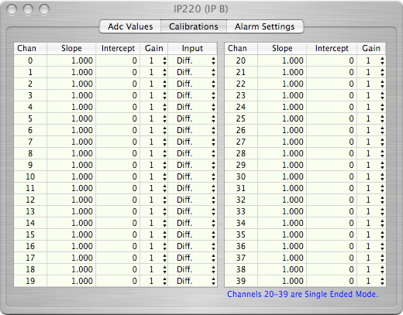 IP220 (IP B)
Adc Values Calibrations Alarm Settings
Chan Slope Intercept Gain Input Chan Slope Intercept Gain
0 1.000 0 1 Diff. 20 1.000 0 1
1 1.000 0 1 Diff. 21 1.000 0 1
2 1.000 0 1 Diff. 22 1.000 0 1
3 1.000 0 1 Diff. 23 1.000 0 1
4 1.000 0 1 Diff. 24 1.000 0 1
5 1.000 0 1 Diff. 25 1.000 0 1
6 1.000 0 1 Diff. 26 1.000 0 1
7 1.000 0 1 Diff. 27 1.000 0 1
8 1.000 0 1 Diff. 28 1.000 0 1
9 1.000 0 1 Diff. 29 1.000 0 1
10 1.000 0 1 Diff. 30 1.000 0 1
11 1.000 0 1 Diff. 31 1.000 0 1
12 1.000 0 1 Diff. 32 1.000 0 1
13 1.000 0 1 Diff. 33 1.000 0 1
14 1.000 0 1 Diff. 34 1.000 0 1
15 1.000 0 1 Diff. 35 1.000 0 1
16 1.000 0 1 Diff. 36 1.000 0 1
17 1.000 0 1 Diff. 37 1.000 0 1
18 1.000 0 1 Diff. 38 1.000 0 1
19 1.000 0 1 Diff. 39 1.000 0 1
Channels 20-39 are Single Ended Mode.